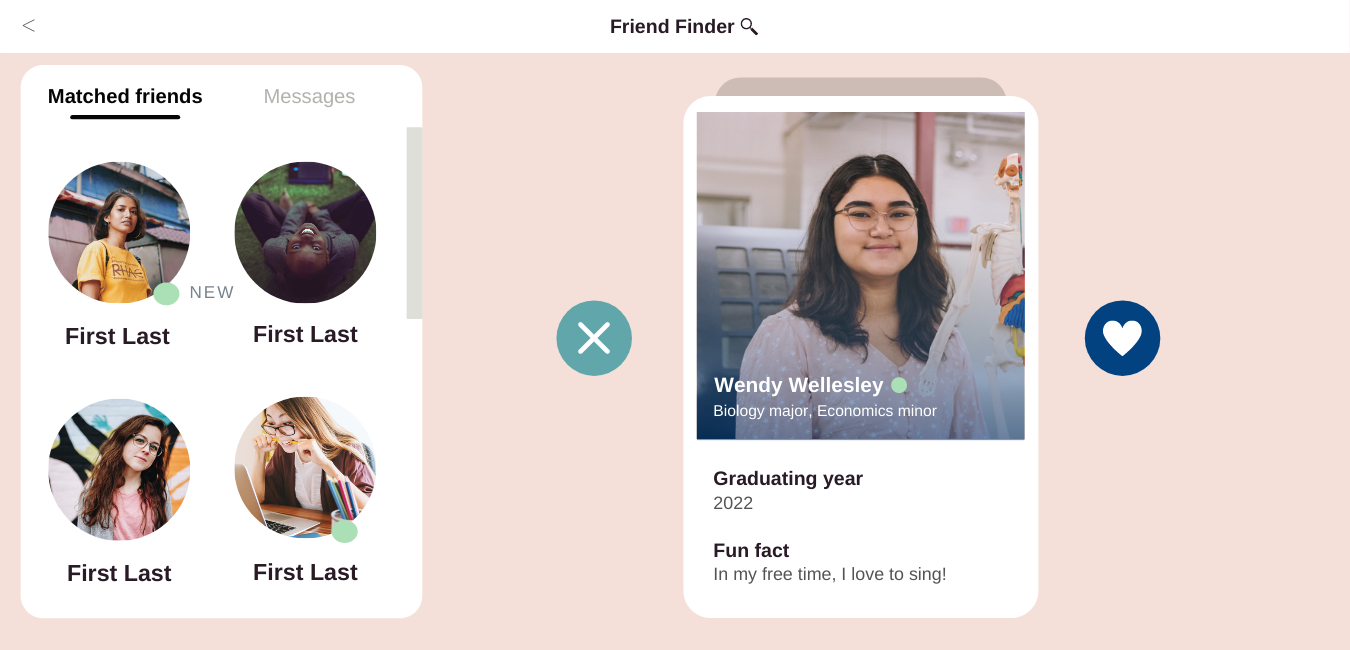 <
Friend Finder
Matched friends
Messages
RHAE
NEW
First Last
First Last
First Last
First Last
Wendy Wellesley
Biology major, Economics minor
Graduating year
2022
Fun fact
In my free time, I love to sing!